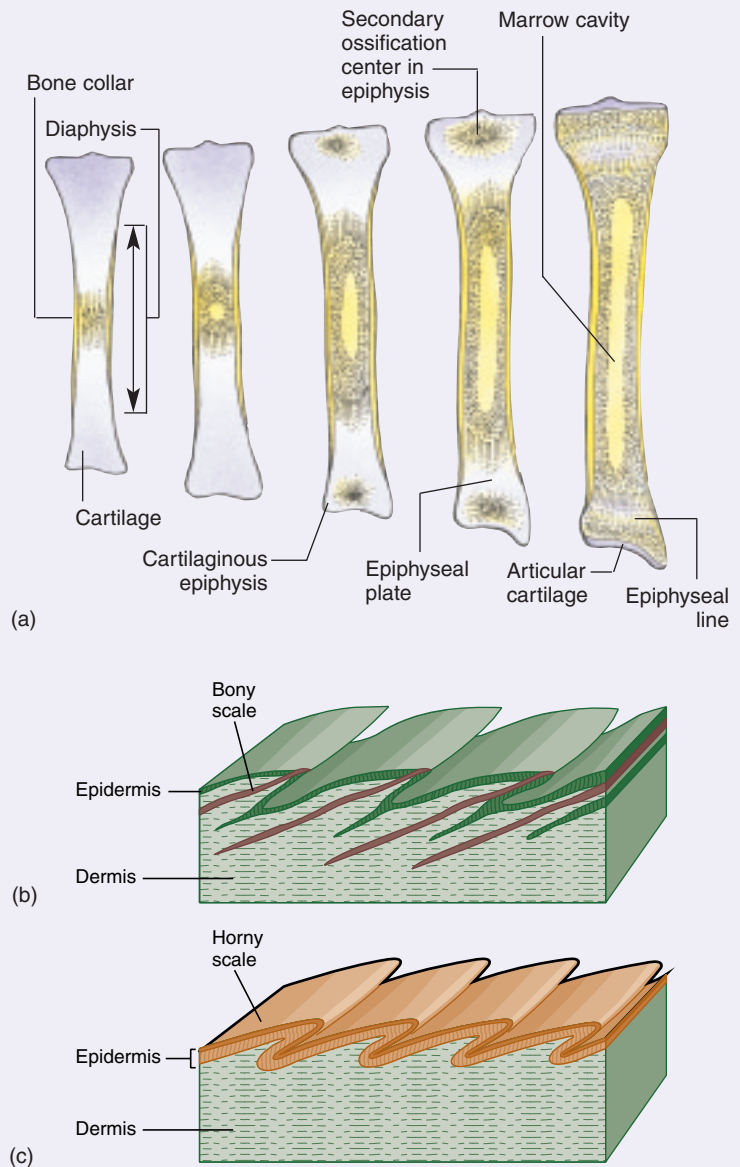 Secondary
ossification
center in
epiphysis
Marrow cavity
Bone collar
Diaphysis
Cartilage
Cartilaginous
epiphysis
Epiphyseal
plate
Articular
cartilage
Epiphyseal
line
(a)
Bony
scale
Epidermis
Dermis
(b)
Horny
scale
Epidermis
Dermis
(c)